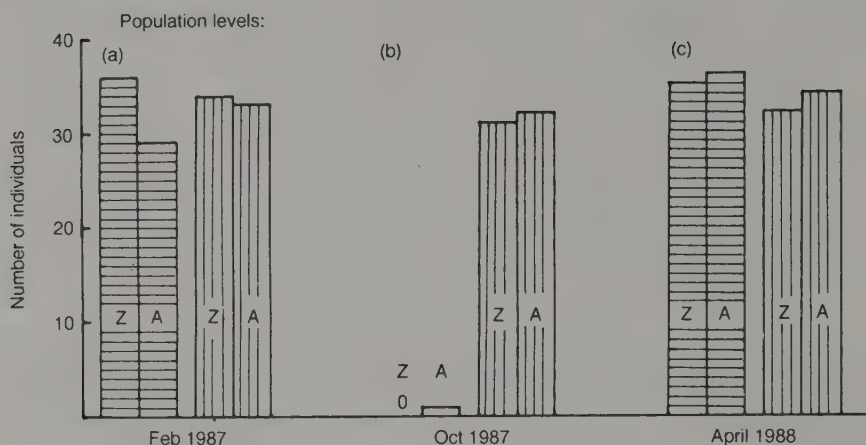 Population levels:
40
(a)
(b)
(c)
30
20
10
Number of individuals
Z A
Z A
Z A
0
Z A
Z A
Z A
Feb 1987
Oct 1987
April 1988